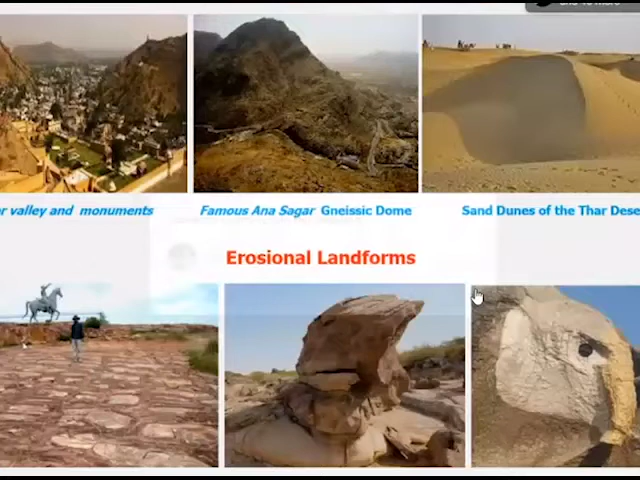 r valley and monuments
Famous Ana Sagar Gneissic Dome
Sand Dunes of the Thar Dese
Erosional Landforms